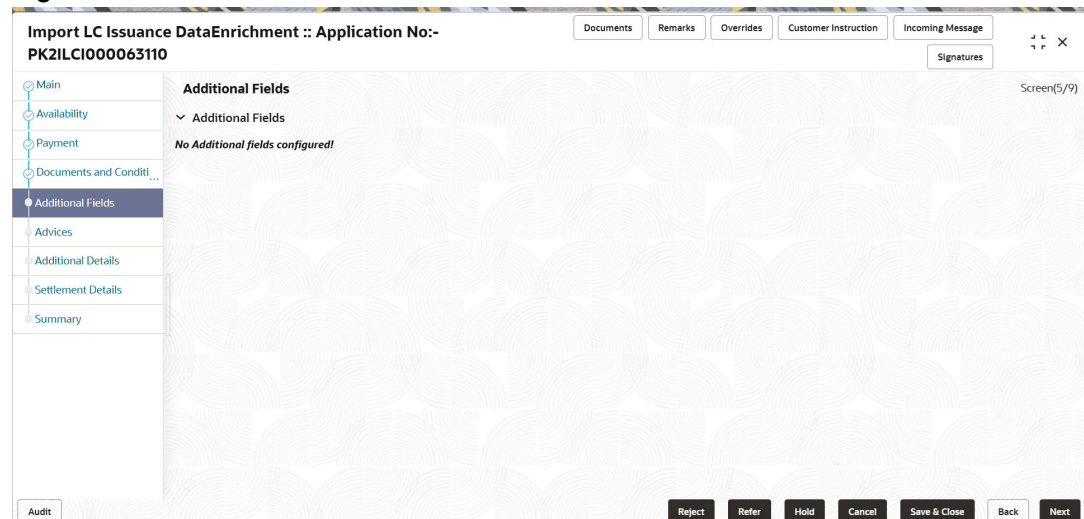 Import LC Issuance DataEnrichment :: Application No:-
PK2ILCI000063110
Documents
Remarks
Overrides
Customer Instruction
Incoming Message
Signatures
Main
Availability
Payment
Documents and Conditi...
Additional Fields
Advices
Additional Details
Settlement Details
Summary
Additional Fields
Screen(5/9)
Additional Fields
No Additional fields configured!
Audit
Reject
Refer
Hold
Cancel
Save & Close
Back
Next